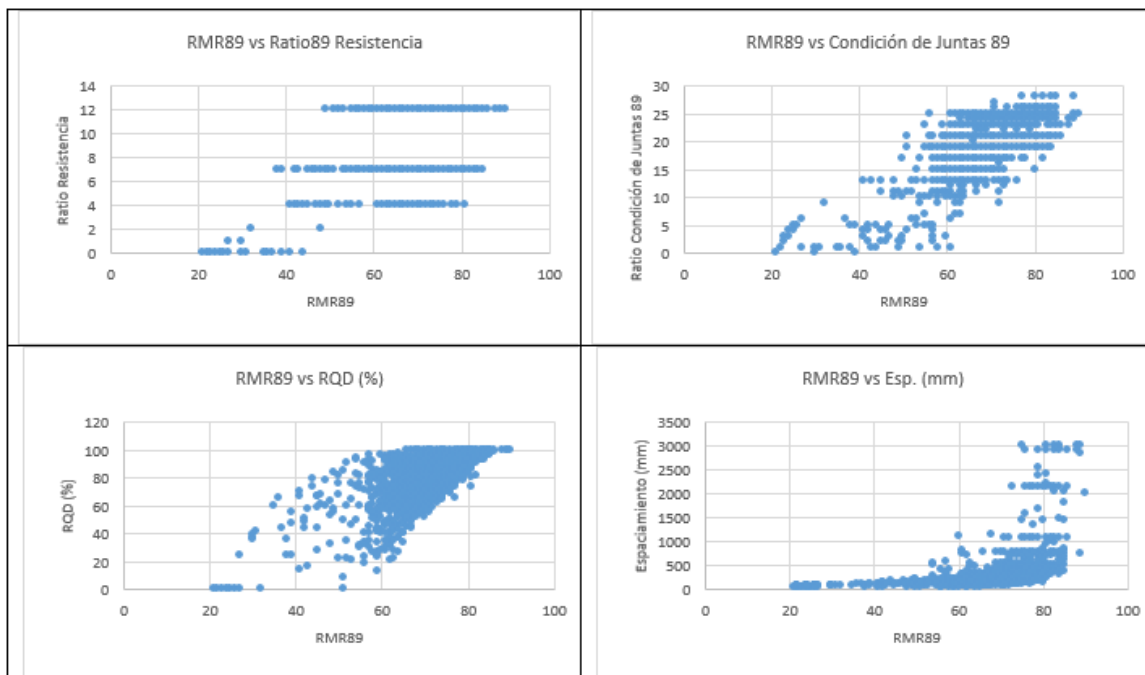 RMR89 vs Ratio89 Resistencia
Ratio Resistencia
14
12
10
8
6
4
2
0
0 20 40 60 80 100
RMR89
RMR89 vs Condición de Juntas 89
Ratio Condición de Juntas 89
30
25
20
15
10
5
0
0 20 40 60 80 100
RMR89
RMR89 vs RQD (%)
RQD (%)
120
100
80
60
40
20
0
0 20 40 60 80 100
RMR89
RMR89 vs Esp. (mm)
Espaciamiento (mm)
3500
3000
2500
2000
1500
1000
500
0
0 20 40 60 80 100
RMR89